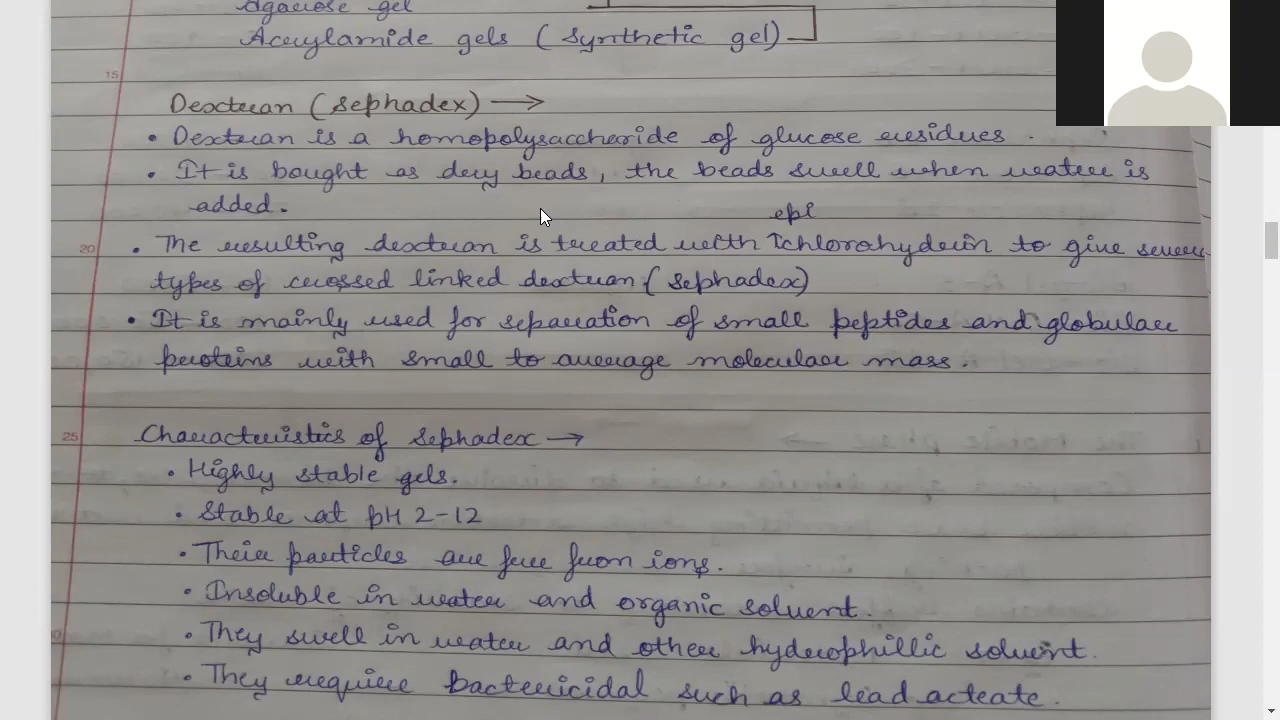 Agarose gel
Acrylamide gels (Synthetic gel)
15
Dextran (Sephadex) →
• Dextran is a homopolysaccharide of glucose residues.
• It is bought as dry beads, the beads swell when water is
added.
epi
20
• The resulting dextran is treated with chlorohydrin to give
types of crossed linked dextran (Sephadex)
• It is mainly used for separation of small peptides and globular
proteins with small to average molecular mass.
25
Characteristics of Sephadex →
• Highly stable gels.
• Stable at pH 2-12
• Their particles are free from ions.
• Insoluble in water and organic solvent.
• They swell in water and other hydrophillic solvent.
• They require bactericidal such as lead acteate.